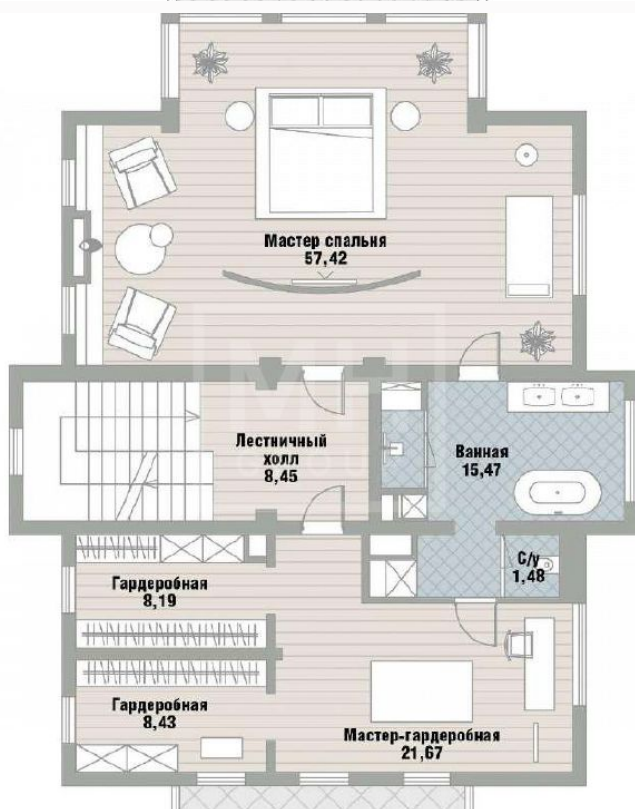 Мастер спальня
57,42
Лестничный
холл
8,45
Ванная
15,47
С/у
1,48
Гардеробная
8,19
Гардеробная
8,43
Мастер-гардеробная
21,67